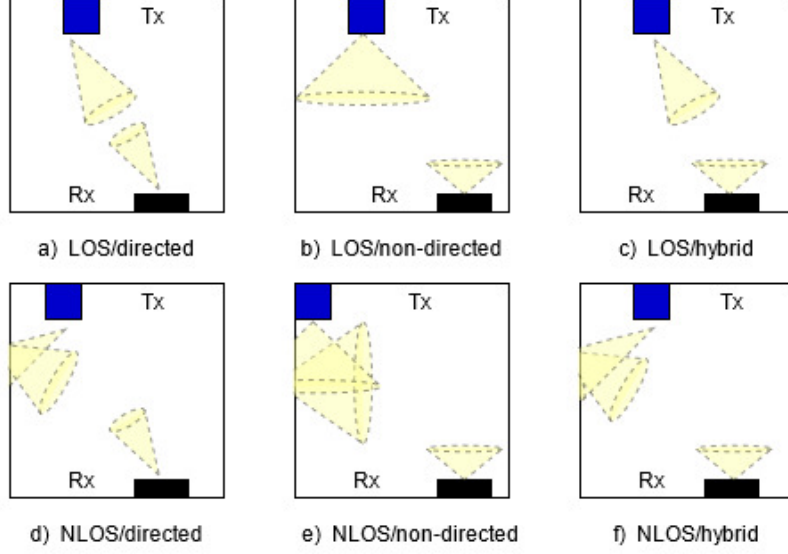 Tx
Tx
Tx
Rx
Rx
Rx
a) LOS/directed
b) LOS/non-directed
c) LOS/hybrid
Tx
Tx
Tx
Rx
Rx
Rx
d) NLOS/directed
e) NLOS/non-directed
f) NLOS/hybrid